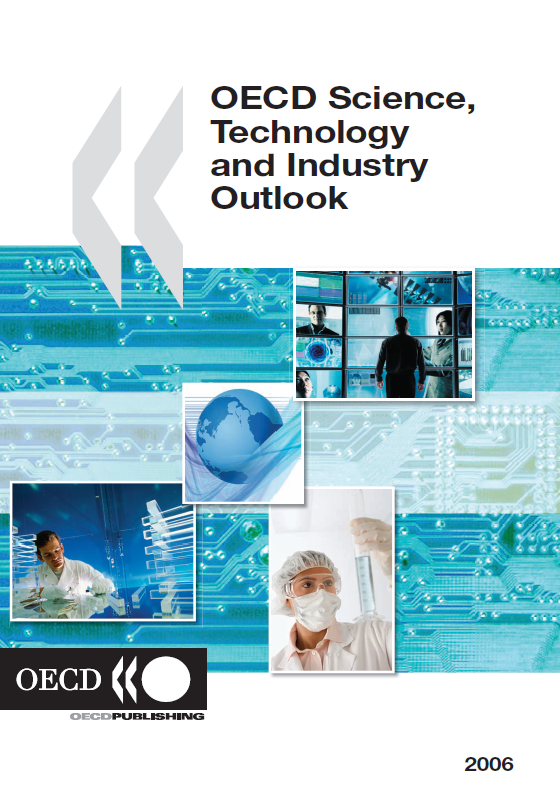 OECD Science,
Technology
and Industry
Outlook
OECD
OECDPUBLISHING
2006